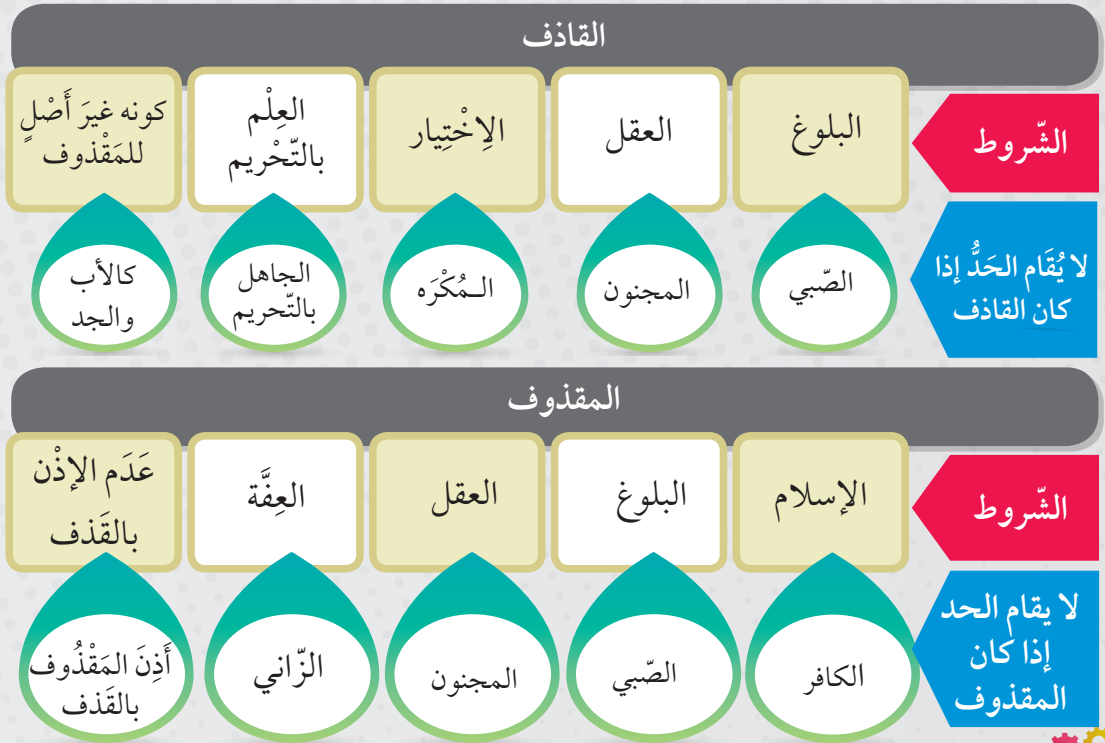 القاذف
الشّروط
البلوغ
العقل
الاِخْتِيار
العِلْم
بالتّحْريم
كونه غيرَ أَصْلٍ
للمَقْذوف
لا يُقَام الحَدُّ إذا
كان القاذف
الصّبي
المجنون
الـمُكْرَه
الجاهل
بالتّحريم
كالأب
والجد
المقذوف
الشّروط
الإسلام
البلوغ
العقل
العِفَّة
عَدَم الإذْن
بالقَذف
لا يقام الحد
إذا كان
المقذوف
الكافر
الصّبي
المجنون
الزّاني
أَذِنَ المَقْذُوف
بالقَذف